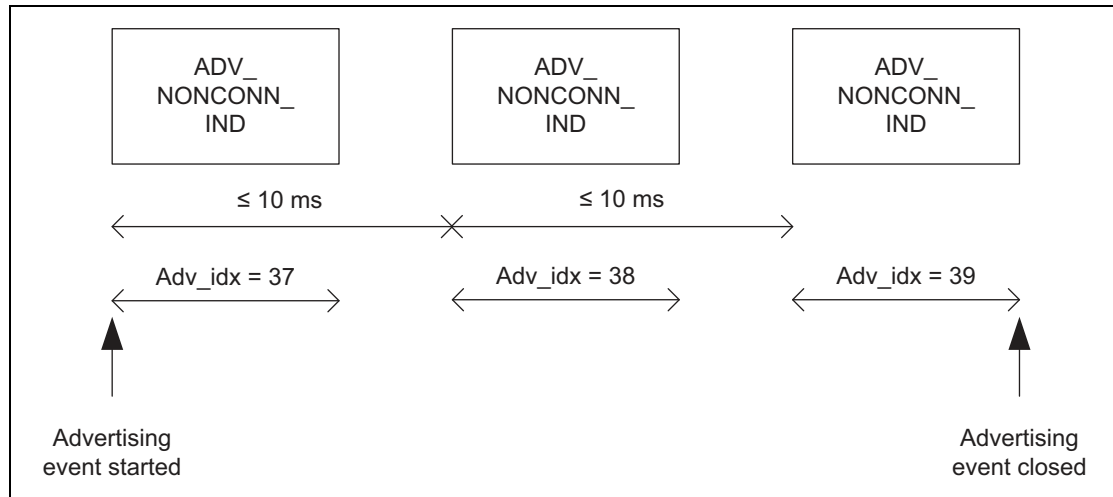 ADV_
NONCONN_
IND
ADV_
NONCONN_
IND
ADV_
NONCONN_
IND
≤ 10 ms
≤ 10 ms
Adv_idx = 37
Adv_idx = 38
Adv_idx = 39
Advertising
event started
Advertising
event closed